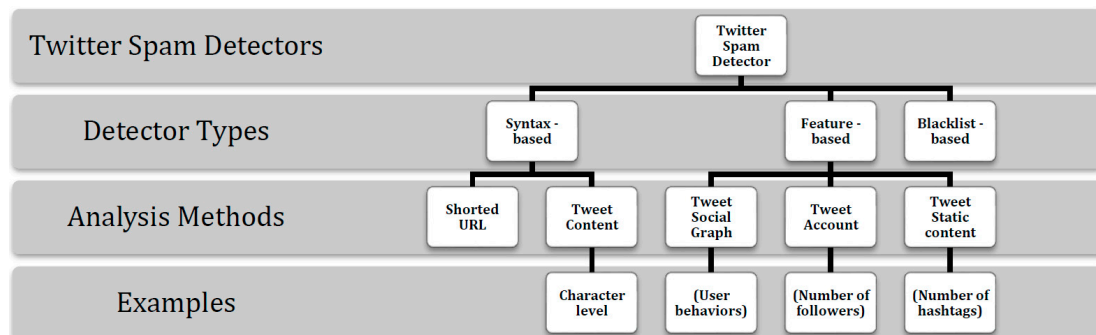 Twitter Spam Detectors
Twitter
Spam
Detector
Detector Types
Syntax -
based
Feature -
based
Blacklist -
based
Analysis Methods
Shorted
URL
Tweet
Content
Tweet
Social
Graph
Tweet
Account
Tweet
Static
content
Examples
Character
level
(User
behaviors)
(Number of
followers)
(Number of
hashtags)